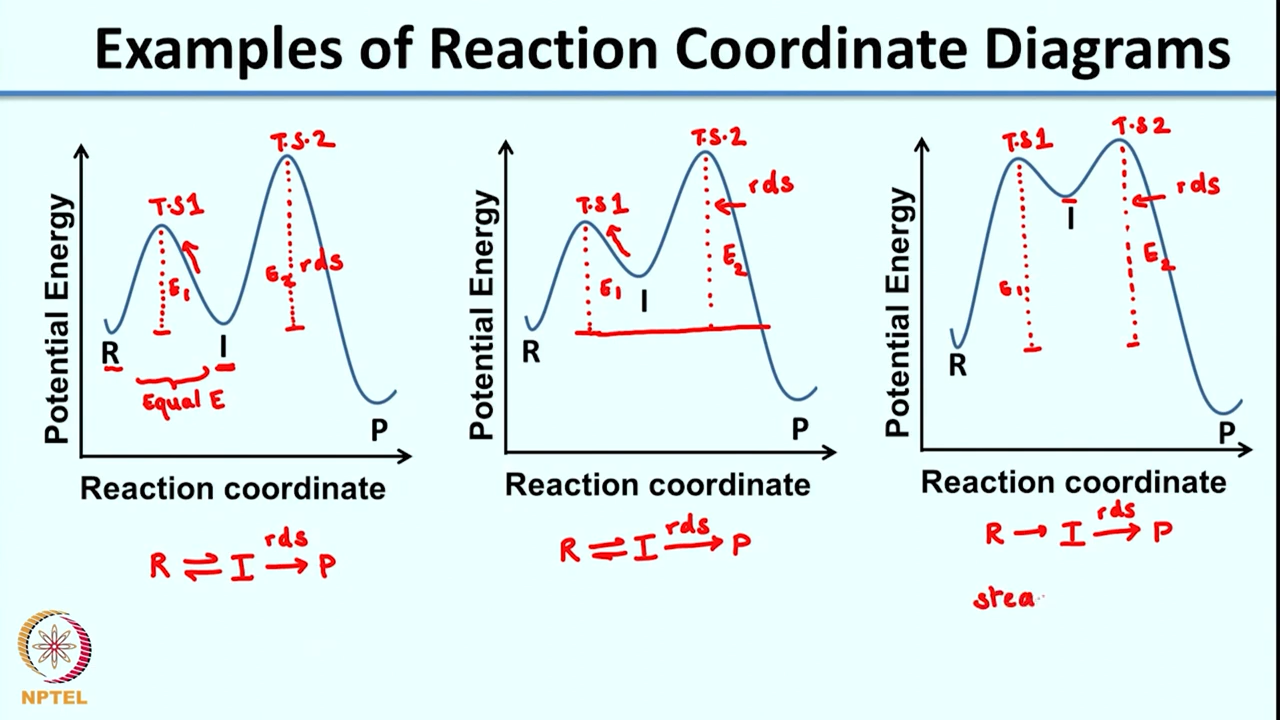 Examples of Reaction Coordinate Diagrams
Potential Energy
T.S1
T.S.2
E1
E2 rds
R
I
Equal E
P
Reaction coordinate
R ⇌ I rds→ P
Potential Energy
T.S1
T.S.2
rds
E1
E2
R
I
P
Reaction coordinate
R ⇌ I rds→ P
Potential Energy
T.S1
T.S2
I
rds
E1
E2
R
P
Reaction coordinate
R → I rds→ P
stea
NPTEL